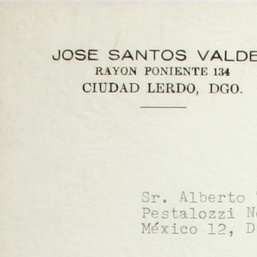 JOSE SANTOS VALDE
RAYON PONIENTE 134
CIUDAD LERDO, DGO.
Sr. Alberto
Pestalozzi N
México 12, D